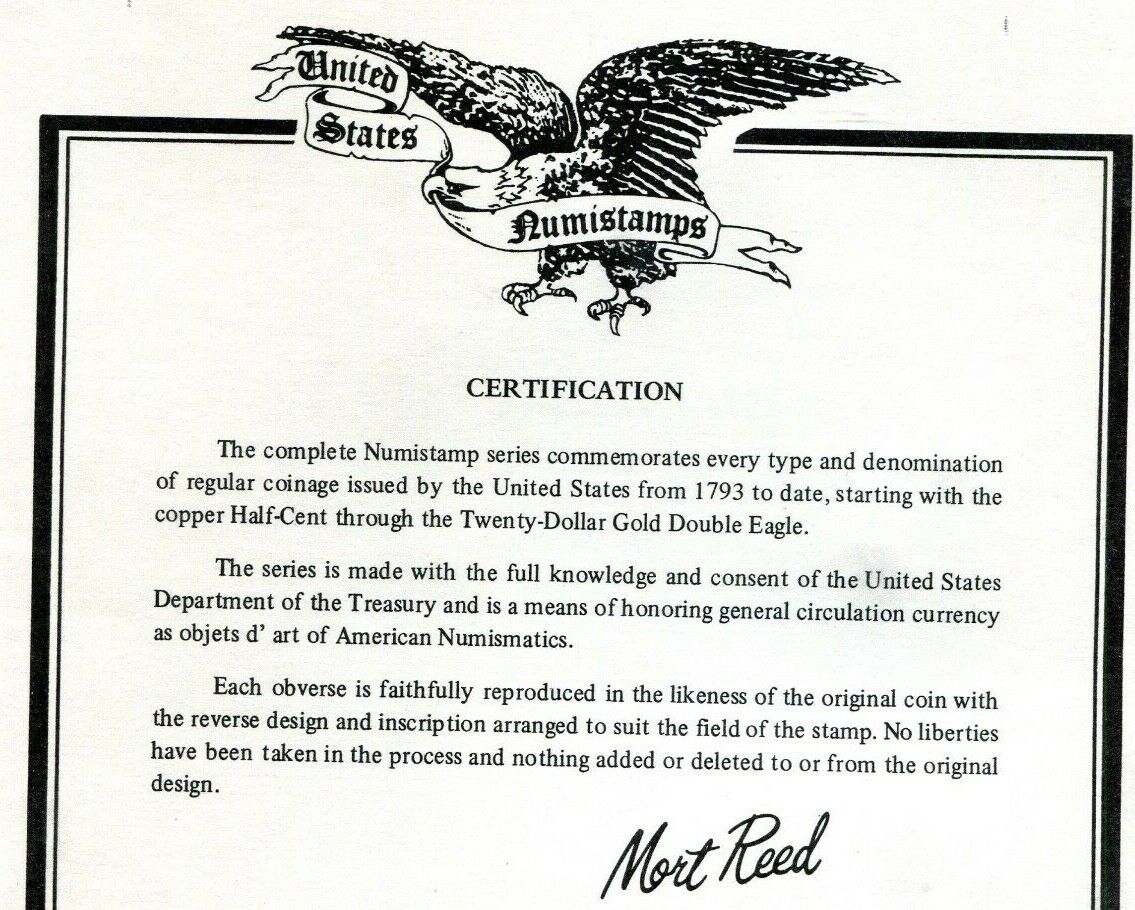 United
States
Numistamps
CERTIFICATION
The complete Numistamp series commemorates every type and denomination
of regular coinage issued by the United States from 1793 to date, starting with the
copper Half-Cent through the Twenty-Dollar Gold Double Eagle.
The series is made with the full knowledge and consent of the United States
Department of the Treasury and is a means of honoring general circulation currency
as objets d' art of American Numismatics.
Each obverse is faithfully reproduced in the likeness of the original coin with
the reverse design and inscription arranged to suit the field of the stamp. No liberties
have been taken in the process and nothing added or deleted to or from the original
design.
Mort Reed